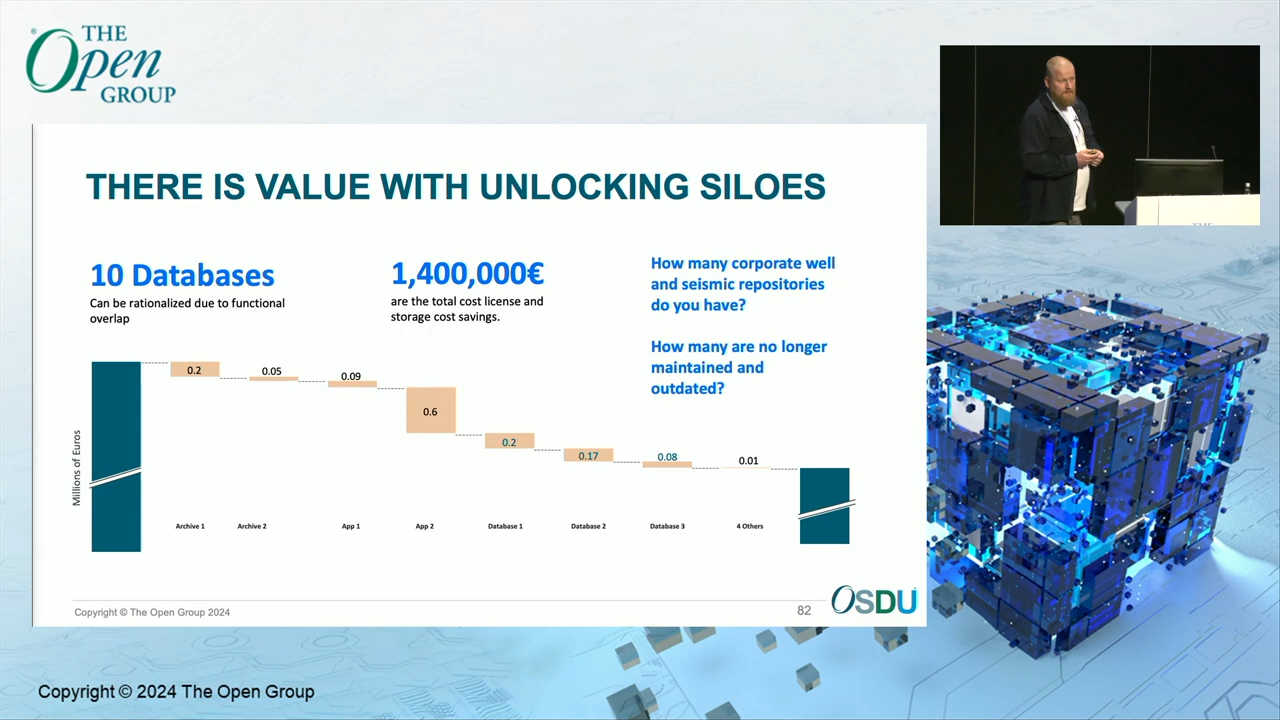 THE
Open
GROUP
THERE IS VALUE WITH UNLOCKING SILOES
10 Databases
Can be rationalized due to functional
overlap
1,400,000€
are the total cost license and
storage cost savings.
How many corporate well
and seismic repositories
do you have?
How many are no longer
maintained and
outdated?
Millions of Euros
0.2
0.05
0.09
0.6
0.2
0.17
0.08
0.01
Archive 1
Archive 2
App 1
App 2
Database 1
Database 2
Database 3
4 Others
Copyright © The Open Group 2024
82
OSDU
Copyright © 2024 The Open Group